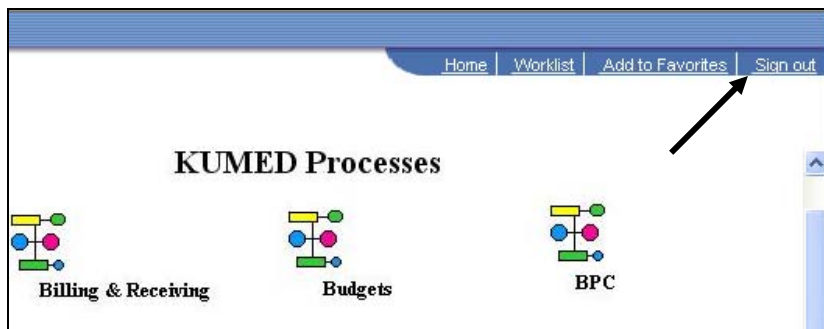 Home Worklist Add to Favorites Sign out
KUMED Processes
Billing & Receiving Budgets BPC